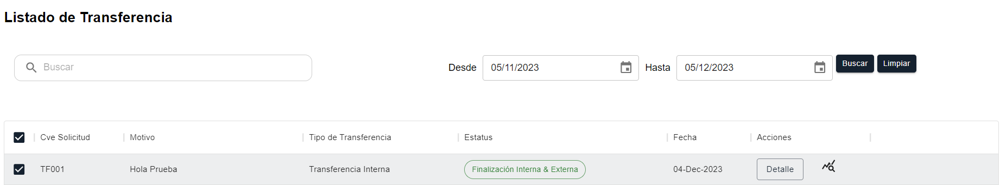 Listado de Transferencia
Buscar
Desde 05/11/2023 Hasta 05/12/2023 Buscar Limpiar
Cve Solicitud Motivo Tipo de Transferencia Estatus Fecha Acciones
TF001 Hola Prueba Transferencia Interna Finalización Interna & Externa 04-Dec-2023 Detalle